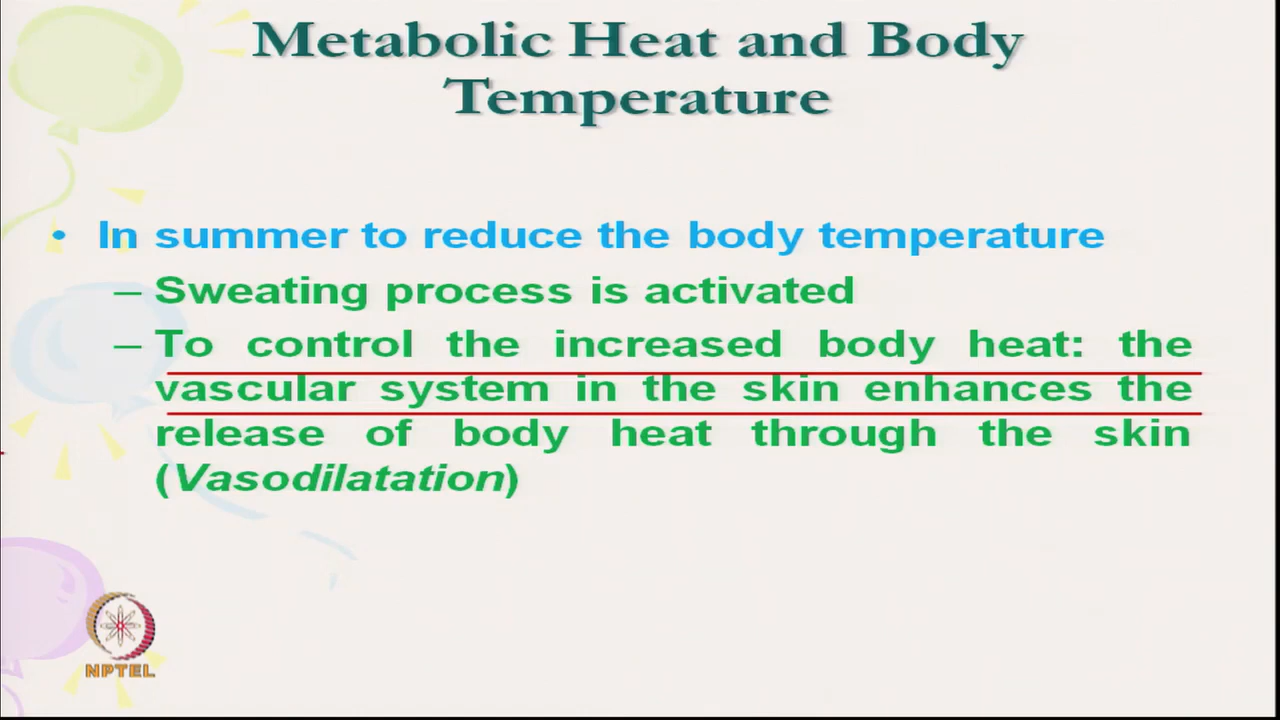 Metabolic Heat and Body
Temperature
• In summer to reduce the body temperature
– Sweating process is activated
– To control the increased body heat: the
vascular system in the skin enhances the
release of body heat through the skin
(Vasodilatation)
NPTEL